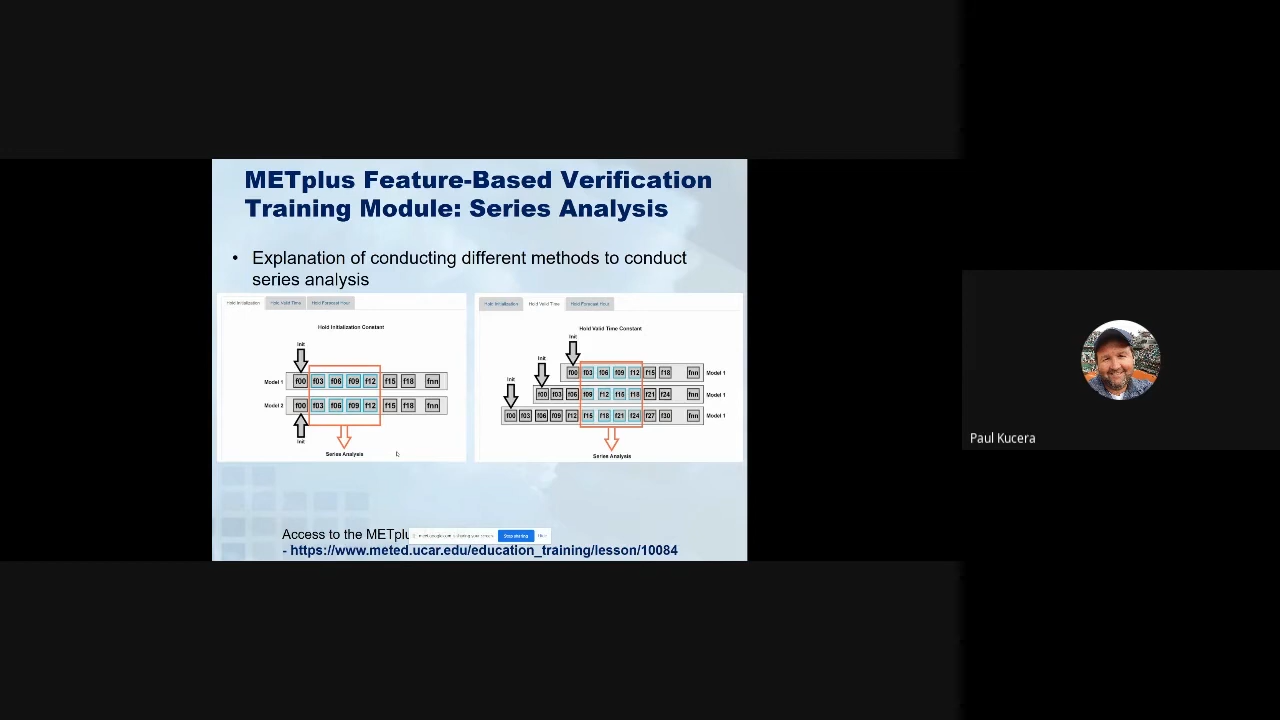 METplus Feature-Based Verification
Training Module: Series Analysis
• Explanation of conducting different methods to conduct
series analysis
Hold Initialization Hold Valid Time Hold Forecast Hour
Hold Initialization Constant
Init
Model 1 f00 f03 f06 f09 f12 f15 f18 fnn
Model 2 f00 f03 f06 f09 f12 f15 f18 fnn
Init
Series Analysis
Hold Initialization Hold Valid Time Hold Forecast Hour
Hold Valid Time Constant
Init
Init
Init
f00 f03 f06 f09 f12 f15 f18 fnn Model 1
f00 f03 f06 f09 f12 f18 f21 f24 fnn Model 1
f00 f03 f06 f09 f12 f15 f18 f21 f24 f27 f30 fnn Model 1
Series Analysis
Access to the METplu
Stop sharing
- https://www.meted.ucar.edu/education_training/lesson/10084
Paul Kucera